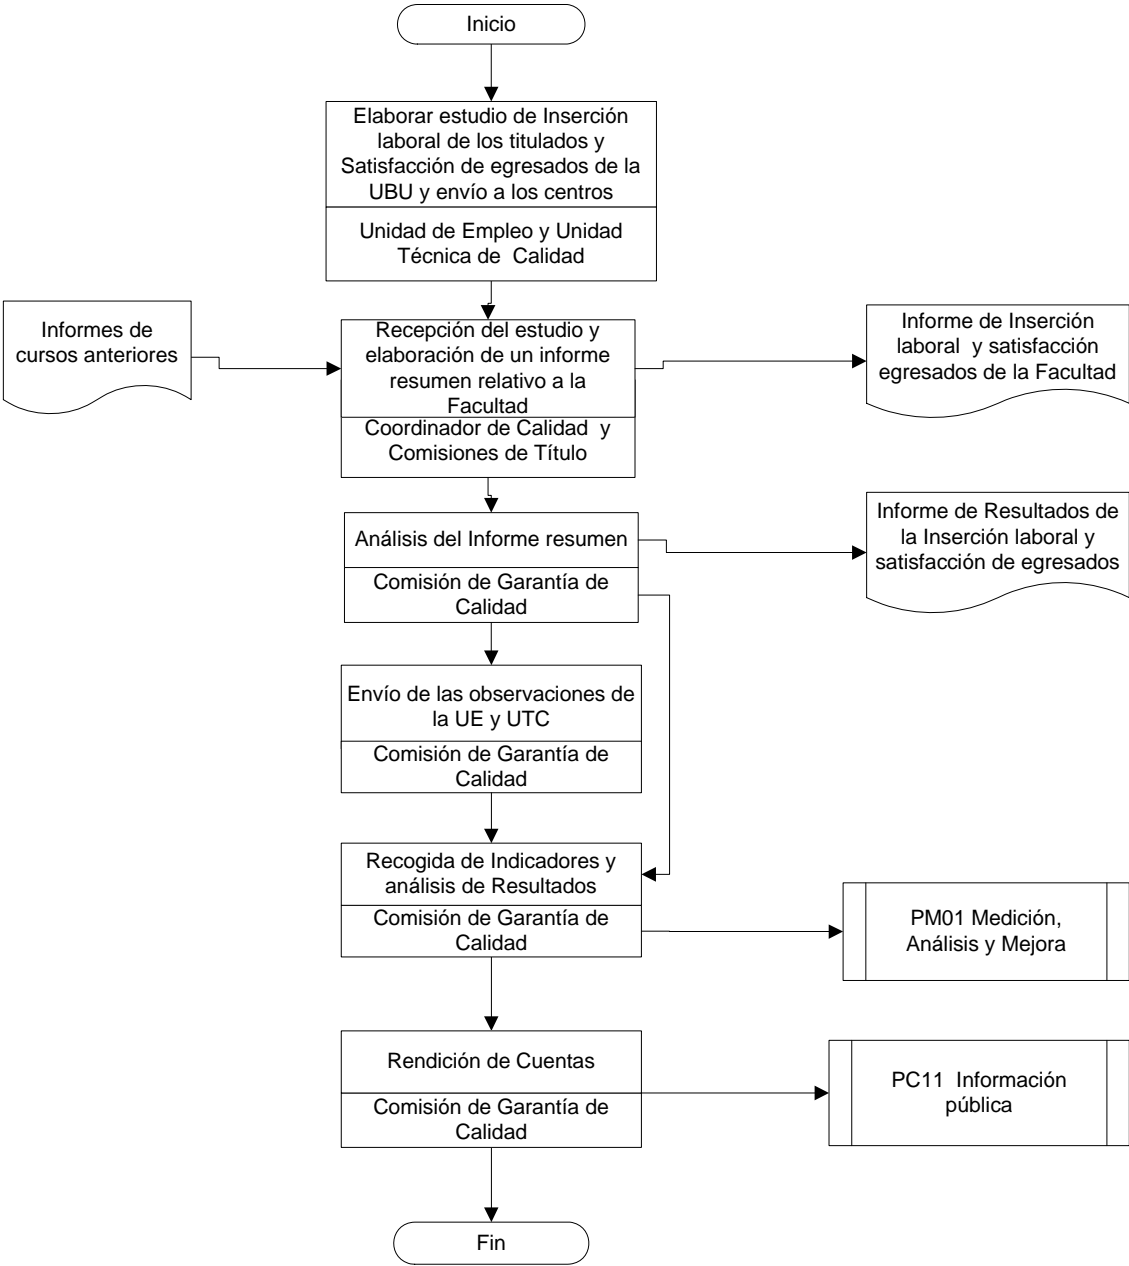 Inicio
Elaborar estudio de Inserción
laboral de los titulados y
Satisfacción de egresados de la
UBU y envío a los centros
Unidad de Empleo y Unidad
Técnica de Calidad
Informes de
cursos anteriores
Recepción del estudio y
elaboración de un informe
resumen relativo a la
Facultad
Coordinador de Calidad y
Comisiones de Título
Informe de Inserción
laboral y satisfacción
egresados de la Facultad
Análisis del Informe resumen
Comisión de Garantía de
Calidad
Informe de Resultados de
la Inserción laboral y
satisfacción de egresados
Envío de las observaciones de
la UE y UTC
Comisión de Garantía de
Calidad
Recogida de Indicadores y
análisis de Resultados
Comisión de Garantía de
Calidad
PM01 Medición,
Análisis y Mejora
Rendición de Cuentas
Comisión de Garantía de
Calidad
PC11 Información
pública
Fin